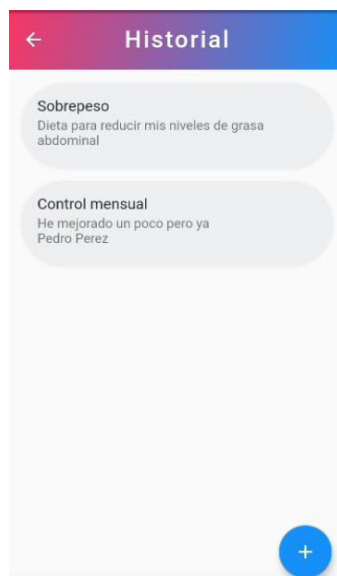 Historial
Sobrepeso
Dieta para reducir mis niveles de grasa
abdominal
Control mensual
He mejorado un poco pero ya
Pedro Perez